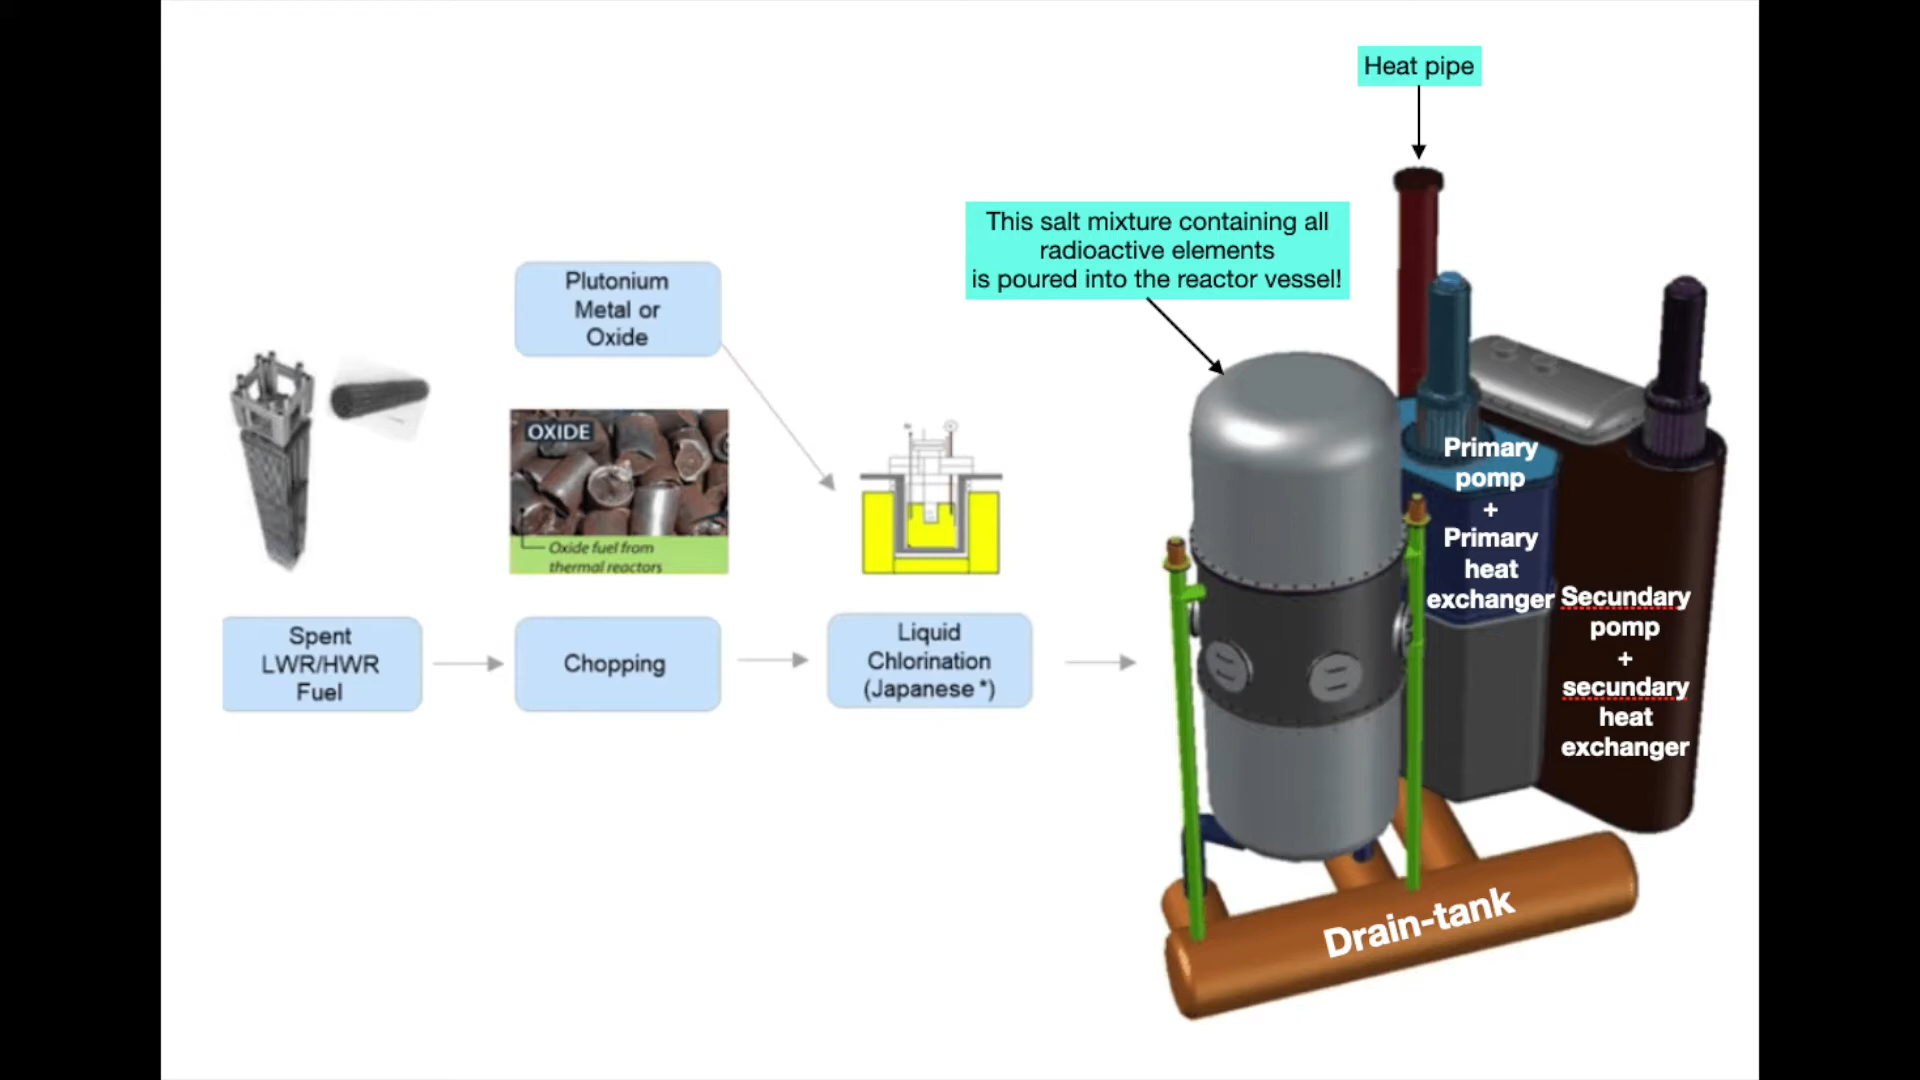 Heat pipe
This salt mixture containing all
radioactive elements
is poured into the reactor vessel!
Plutonium
Metal or
Oxide
OXIDE
Oxide fuel from
thermal reactors
Spent
LWR/HWR
Fuel
Chopping
Liquid
Chlorination
(Japanese *)
Primary
pomp
+
Primary
heat
exchanger
Secundary
pomp
+
secundary
heat
exchanger
Drain-tank